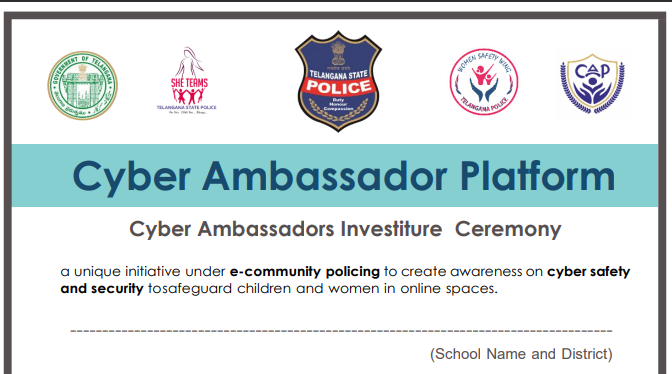 GOVERNMENT OF TELANGANA
SHE TEAMS
TELANGANA STATE POLICE
TELANGANA STATE
POLICE
Duty
Honour
Compassion
WOMEN SAFETY WING
TELANGANA POLICE
CAP
Cyber Ambassador Platform
Cyber Ambassadors Investiture Ceremony
a unique initiative under e-community policing to create awareness on cyber safety
and security tosafeguard children and women in online spaces.
(School Name and District)